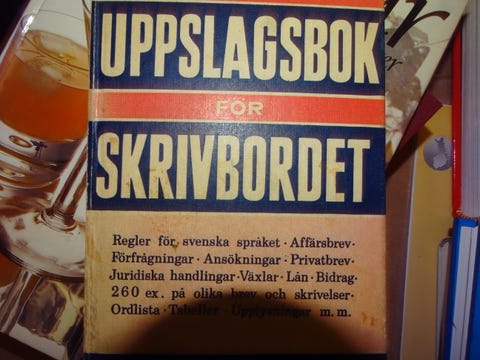 UPPSLAGSBOK
FÖR
SKRIVBORDET
Regler för svenska språket · Affärsbrev ·
Förfrågningar · Ansökningar · Privatbrev ·
Juridiska handlingar · Växlar · Lån · Bidrag ·
260 ex. på olika brev och skrivelser ·
Ordlista · Tabeller · Upplysningar m. m.